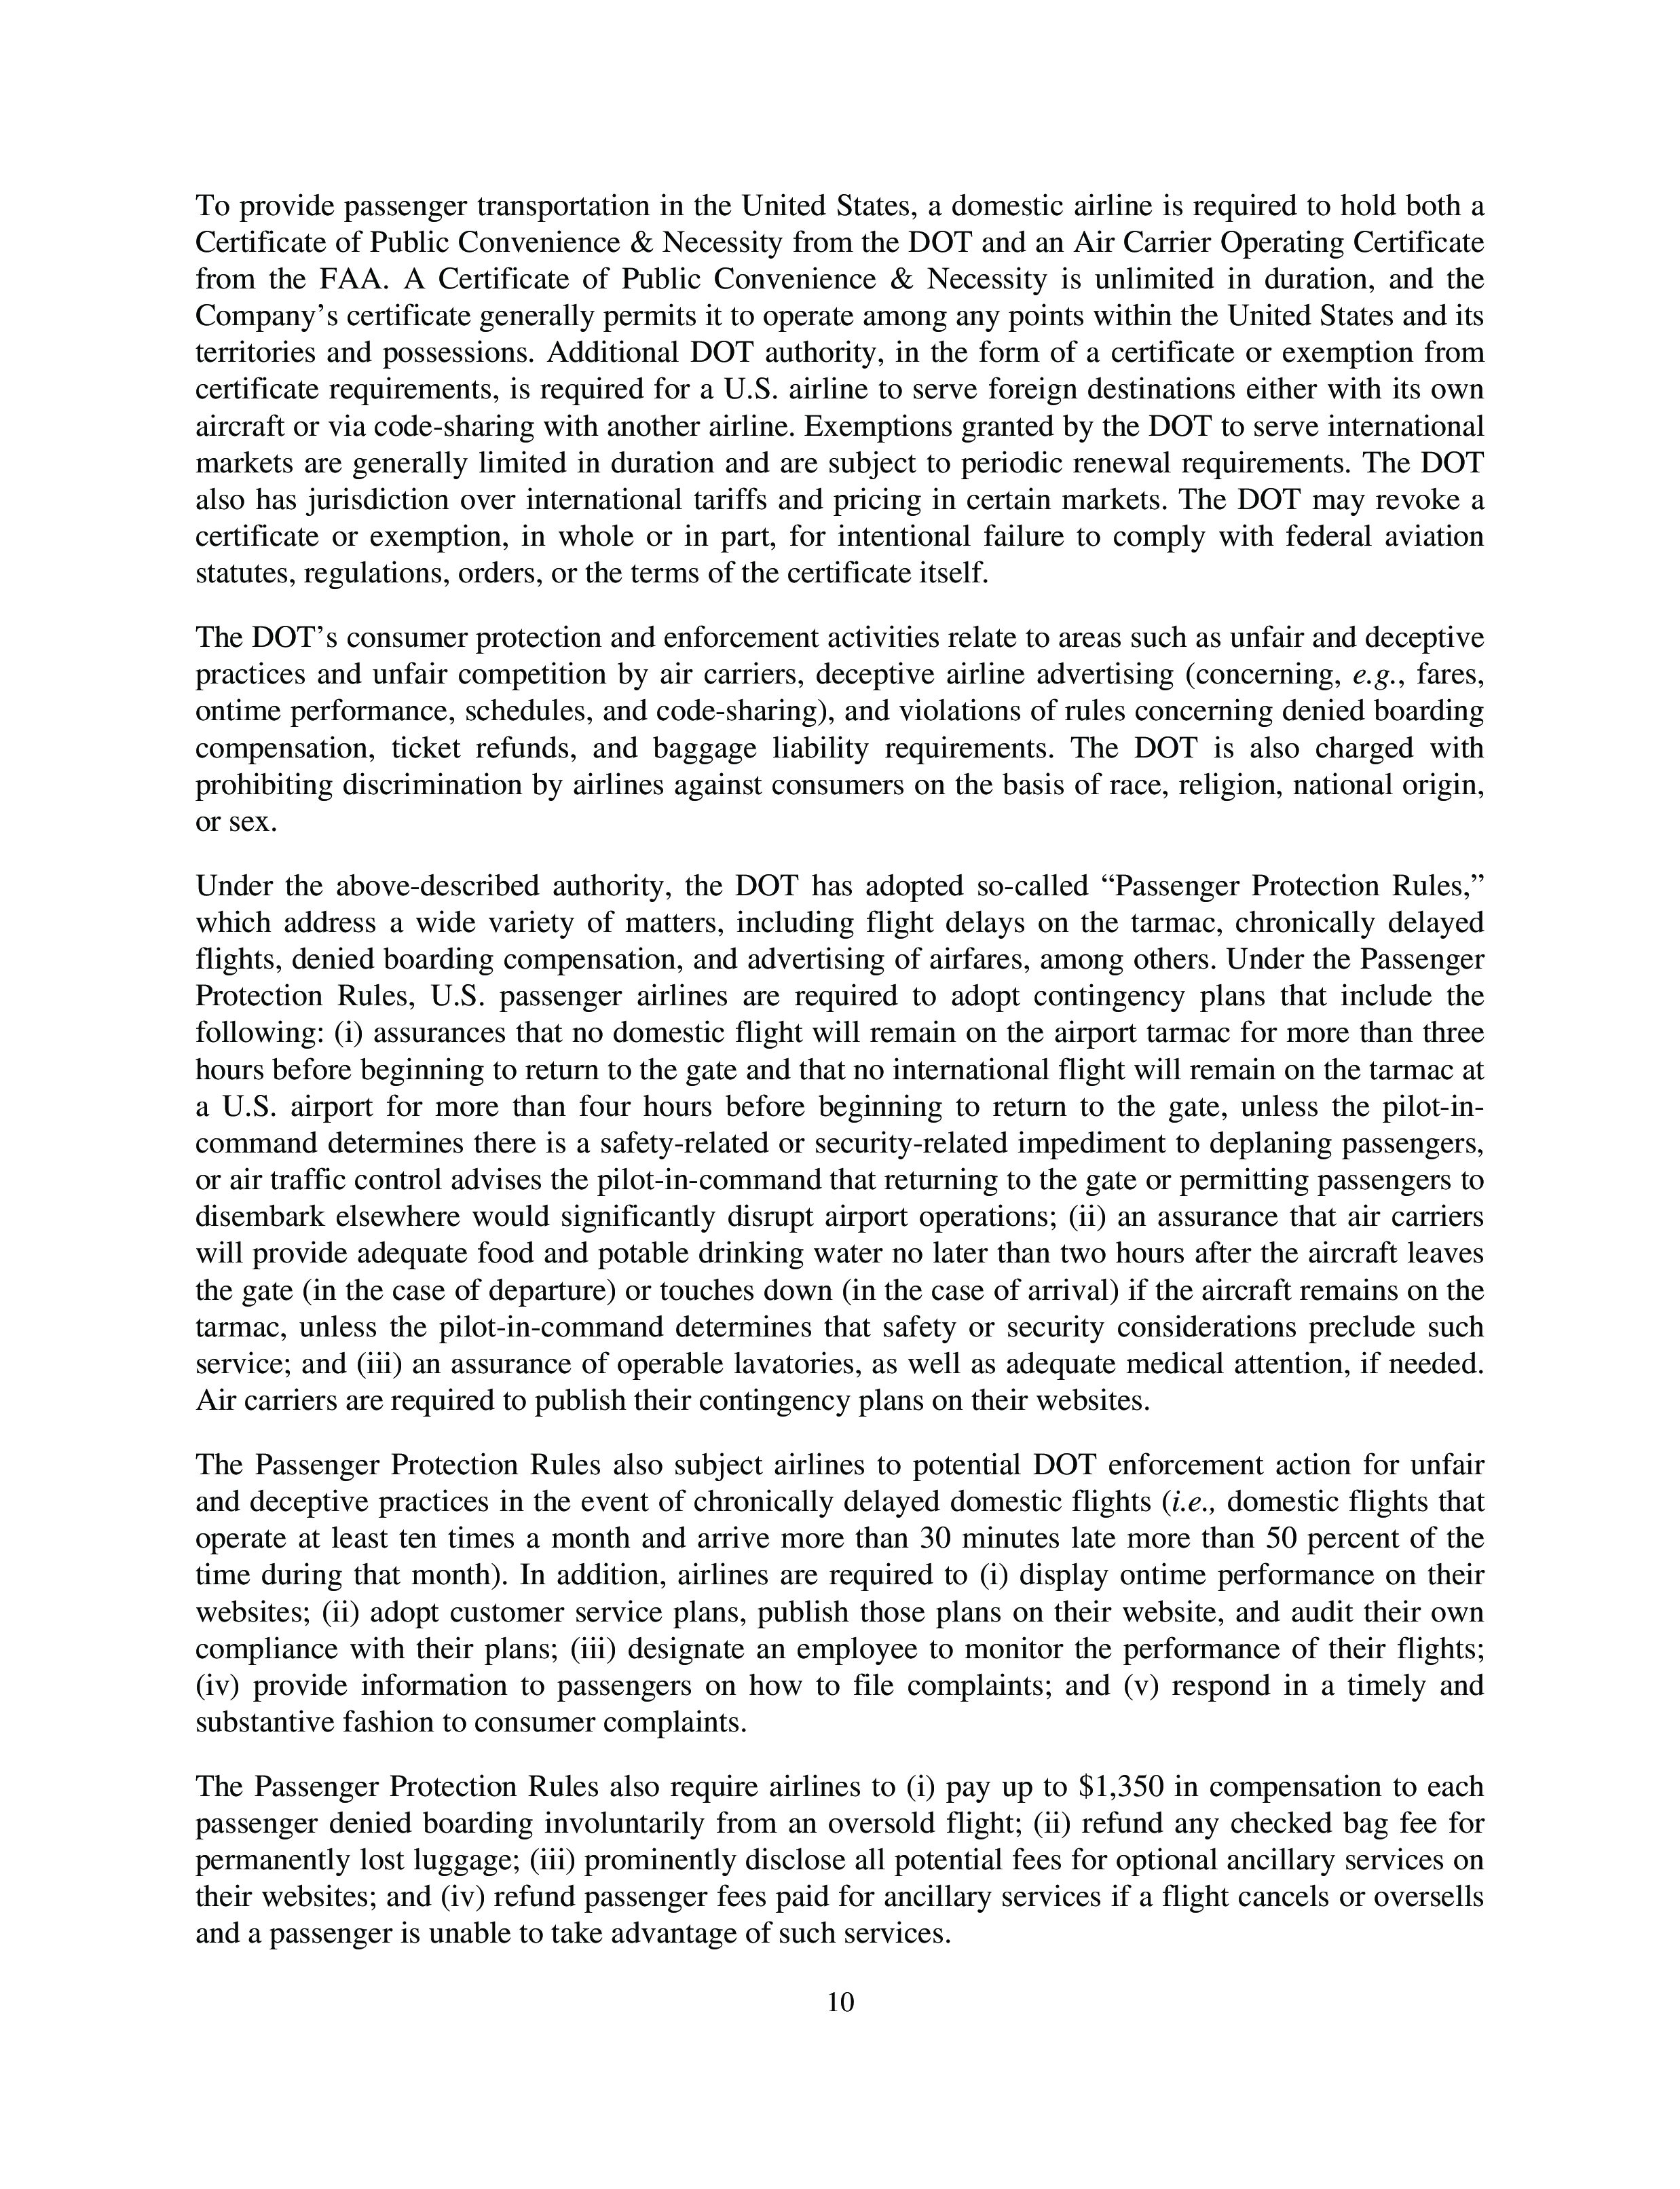 To provide passenger transportation in the United States, a domestic airline is required to hold both a
Certificate of Public Convenience & Necessity from the DOT and an Air Carrier Operating Certificate
from the FAA. A Certificate of Public Convenience & Necessity is unlimited in duration, and the
Company’s certificate generally permits it to operate among any points within the United States and its
territories and possessions. Additional DOT authority, in the form of a certificate or exemption from
certificate requirements, is required for a U.S. airline to serve foreign destinations either with its own
aircraft or via code-sharing with another airline. Exemptions granted by the DOT to serve international
markets are generally limited in duration and are subject to periodic renewal requirements. The DOT
also has jurisdiction over international tariffs and pricing in certain markets. The DOT may revoke a
certificate or exemption, in whole or in part, for intentional failure to comply with federal aviation
statutes, regulations, orders, or the terms of the certificate itself.
The DOT’s consumer protection and enforcement activities relate to areas such as unfair and deceptive
practices and unfair competition by air carriers, deceptive airline advertising (concerning, e.g., fares,
ontime performance, schedules, and code-sharing), and violations of rules concerning denied boarding
compensation, ticket refunds, and baggage liability requirements. The DOT is also charged with
prohibiting discrimination by airlines against consumers on the basis of race, religion, national origin,
or sex.
Under the above-described authority, the DOT has adopted so-called “Passenger Protection Rules,”
which address a wide variety of matters, including flight delays on the tarmac, chronically delayed
flights, denied boarding compensation, and advertising of airfares, among others. Under the Passenger
Protection Rules, U.S. passenger airlines are required to adopt contingency plans that include the
following: (i) assurances that no domestic flight will remain on the airport tarmac for more than three
hours before beginning to return to the gate and that no international flight will remain on the tarmac at
a U.S. airport for more than four hours before beginning to return to the gate, unless the pilot-in-
command determines there is a safety-related or security-related impediment to deplaning passengers,
or air traffic control advises the pilot-in-command that returning to the gate or permitting passengers to
disembark elsewhere would significantly disrupt airport operations; (ii) an assurance that air carriers
will provide adequate food and potable drinking water no later than two hours after the aircraft leaves
the gate (in the case of departure) or touches down (in the case of arrival) if the aircraft remains on the
tarmac, unless the pilot-in-command determines that safety or security considerations preclude such
service; and (iii) an assurance of operable lavatories, as well as adequate medical attention, if needed.
Air carriers are required to publish their contingency plans on their websites.
The Passenger Protection Rules also subject airlines to potential DOT enforcement action for unfair
and deceptive practices in the event of chronically delayed domestic flights (i.e., domestic flights that
operate at least ten times a month and arrive more than 30 minutes late more than 50 percent of the
time during that month). In addition, airlines are required to (i) display ontime performance on their
websites; (ii) adopt customer service plans, publish those plans on their website, and audit their own
compliance with their plans; (iii) designate an employee to monitor the performance of their flights;
(iv) provide information to passengers on how to file complaints; and (v) respond in a timely and
substantive fashion to consumer complaints.
The Passenger Protection Rules also require airlines to (i) pay up to $1,350 in compensation to each
passenger denied boarding involuntarily from an oversold flight; (ii) refund any checked bag fee for
permanently lost luggage; (iii) prominently disclose all potential fees for optional ancillary services on
their websites; and (iv) refund passenger fees paid for ancillary services if a flight cancels or oversells
and a passenger is unable to take advantage of such services.
10